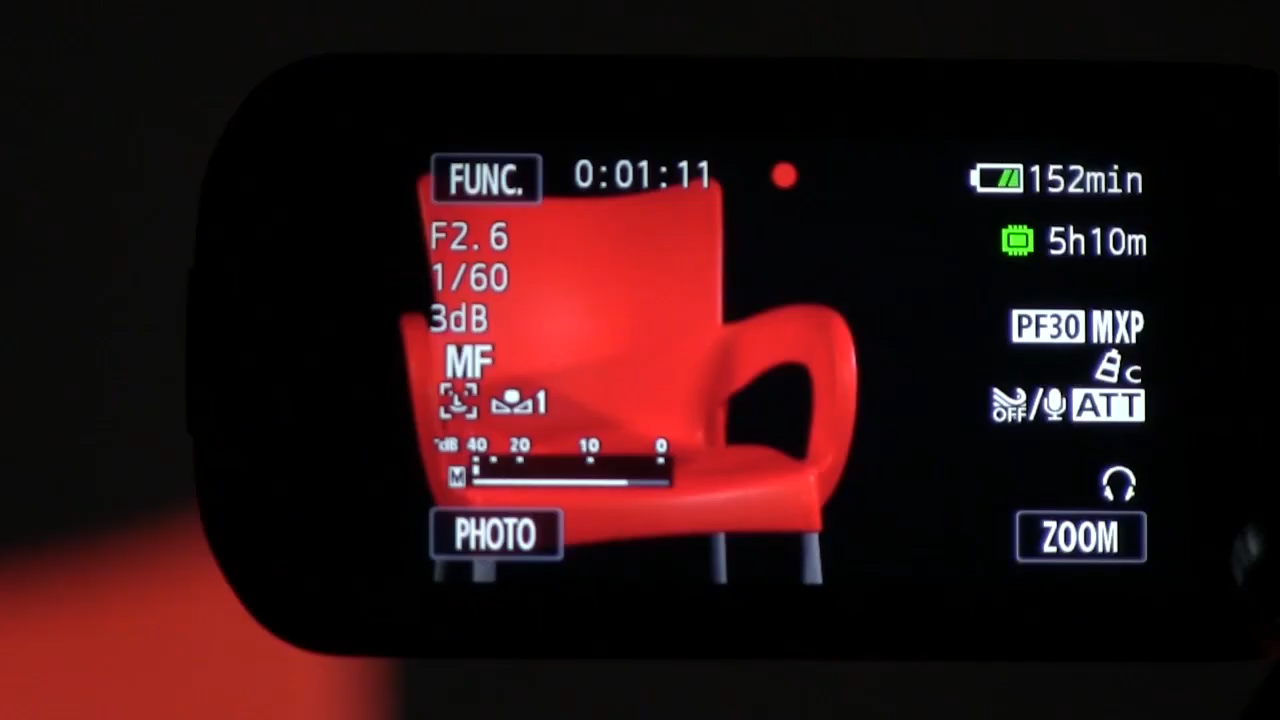 FUNC. 0:01:11 152min
F2.6 5h10m
1/60
3dB PF30 MXP
MF C
1 OFF/ ATT
dB 40 20 10 0
M
PHOTO ZOOM